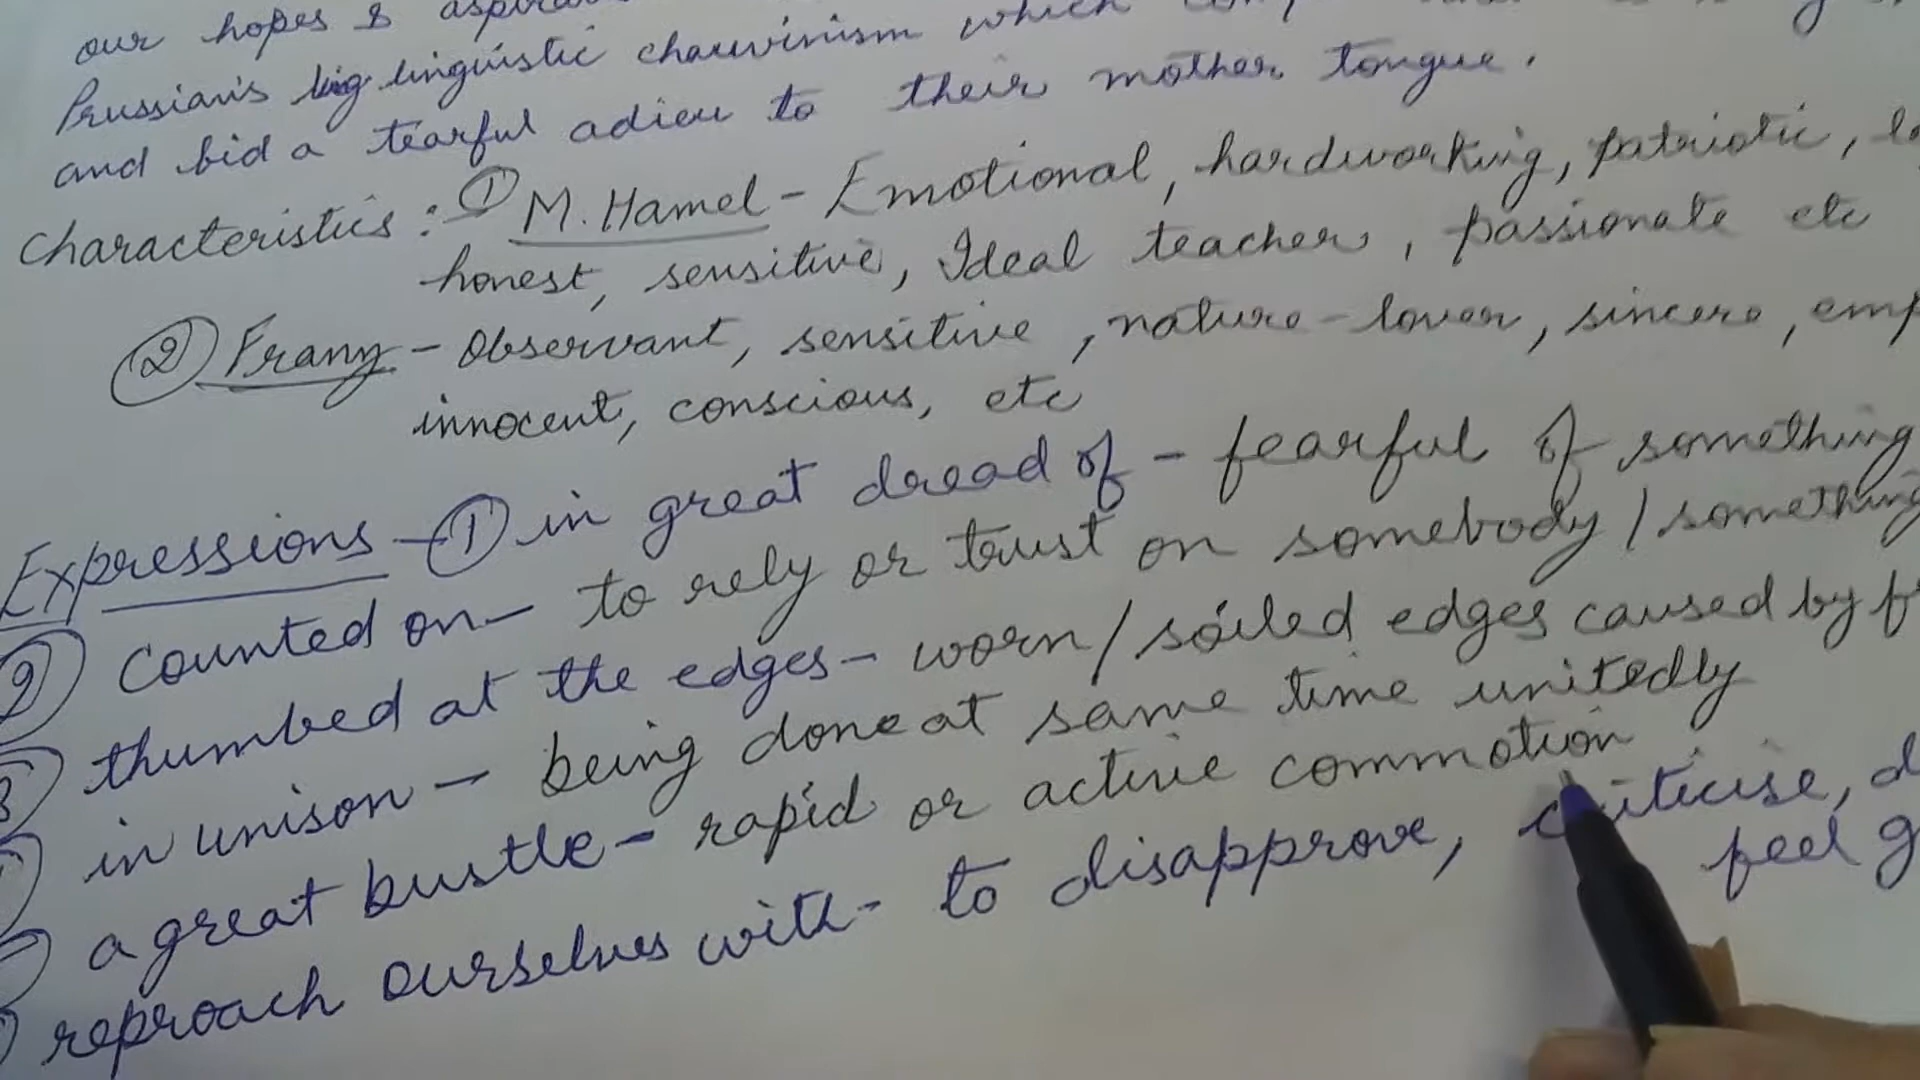 our hopes &
Prussian's linguistic chauvinism which
and bid a tearful adieu to their mother tongue.
Characteristics : ① M. Hamel - Emotional, hardworking, patriotic,
honest, sensitive, Ideal teacher, passionate etc
② Franz - Observant, sensitive, nature-lover, sincere,
innocent, conscious, etc
Expressions - ① in great dread of - fearful of something
② Counted on - to rely or trust on somebody / something
3 thumbed at the edges - worn / soiled edges caused by
in unison - being done at same time unitedly
a great bustle - rapid or active commotion
reproach ourselves with - to disapprove, criticise,
feel